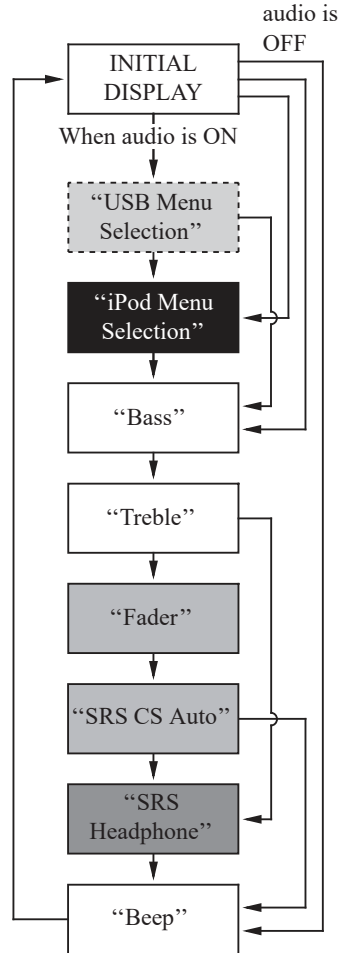 audio is
OFF
INITIAL
DISPLAY
When audio is ON
“USB Menu
Selection”
“iPod Menu
Selection”
“Bass”
“Treble”
“Fader”
“SRS CS Auto”
“SRS
Headphone”
“Beep”